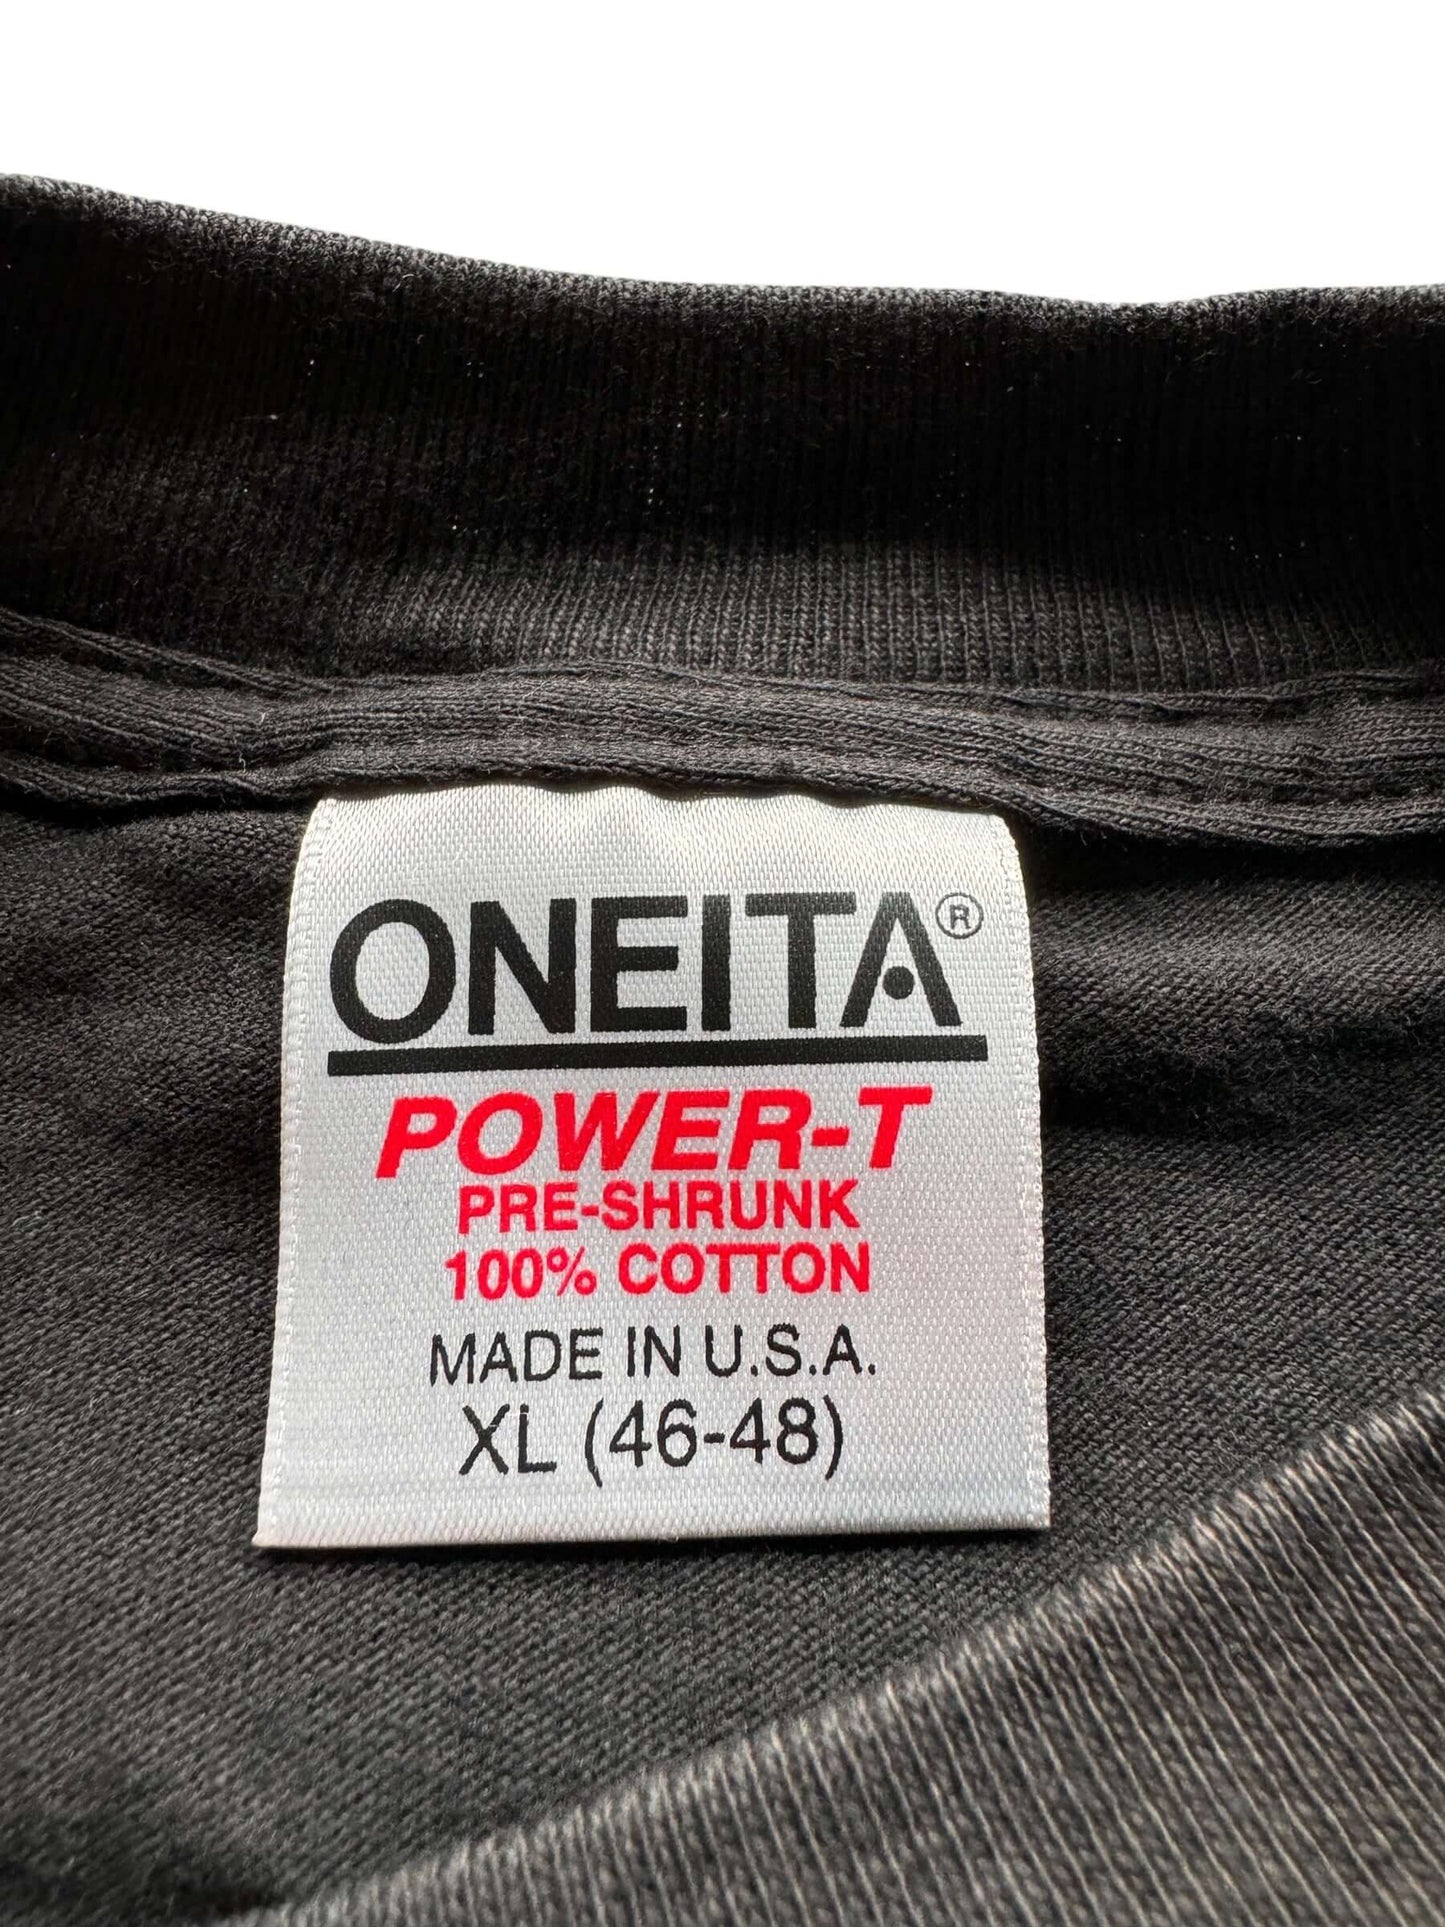 ONEITA®
POWER-T
PRE-SHRUNK
100% COTTON
MADE IN U.S.A.
XL (46-48)